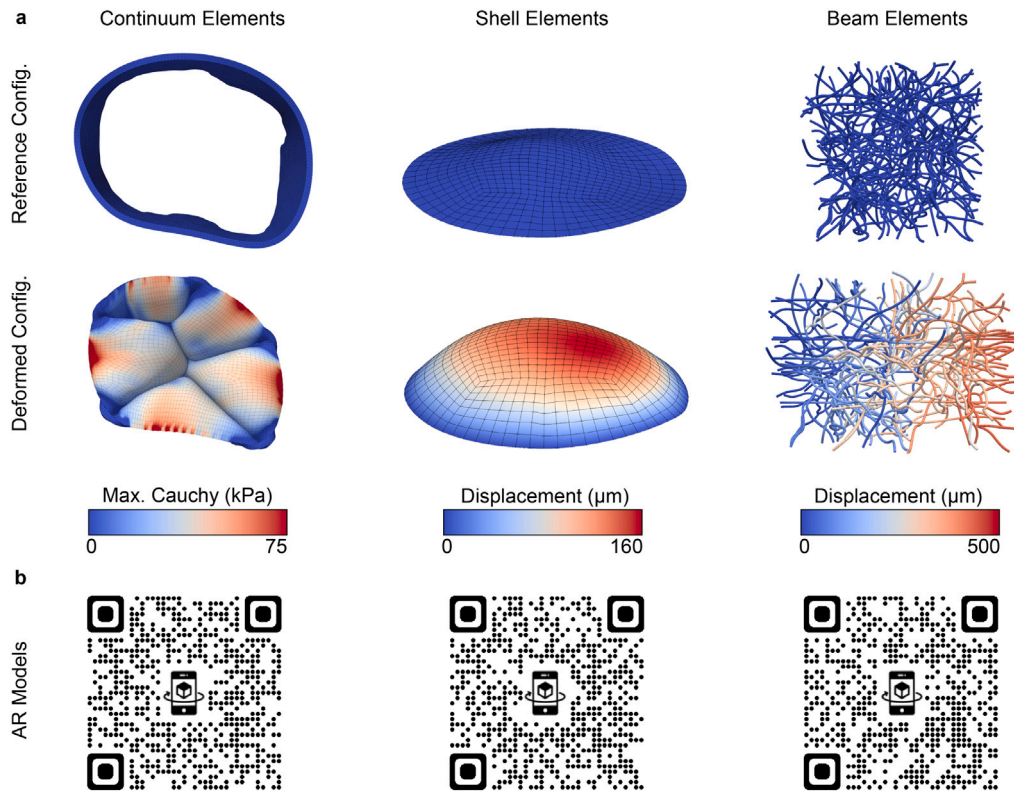 a
Continuum Elements
Shell Elements
Beam Elements
Reference Config.
Deformed Config.
Max. Cauchy (kPa)
0
75
Displacement (µm)
0
160
Displacement (µm)
0
500
b
AR Models